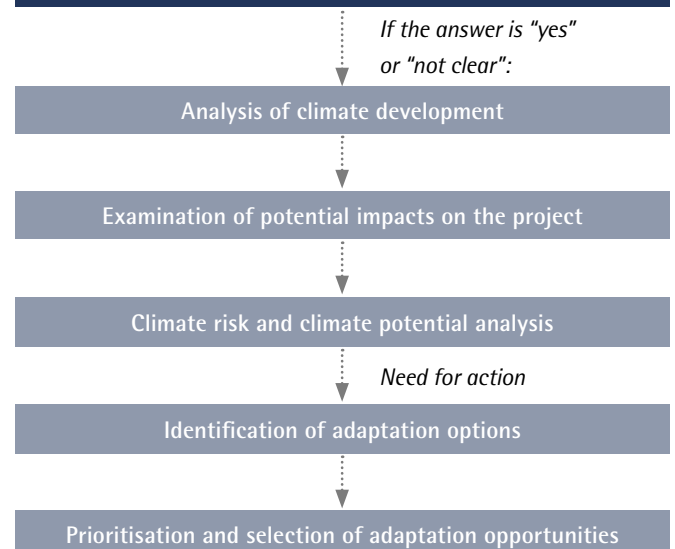 If the answer is “yes”
or “not clear”:
Analysis of climate development
Examination of potential impacts on the project
Climate risk and climate potential analysis
Need for action
Identification of adaptation options
Prioritisation and selection of adaptation opportunities